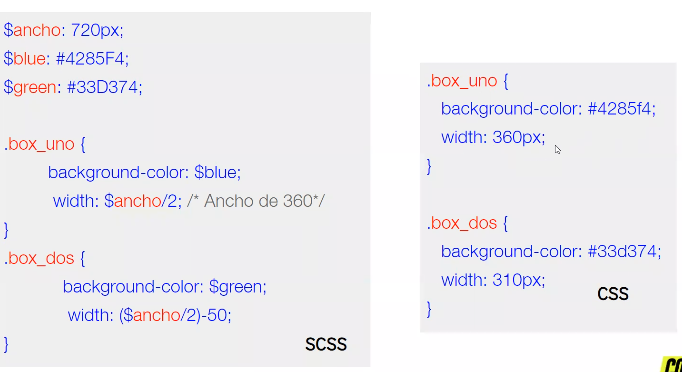 $ancho: 720px;
$blue: #4285F4;
$green: #33D374;
.box_uno {
background-color: $blue;
width: $ancho/2; /* Ancho de 360*/
}
.box_dos {
background-color: $green;
width: ($ancho/2)-50;
}
SCSS
.box_uno {
background-color: #4285f4;
width: 360px;
}
.box_dos {
background-color: #33d374;
width: 310px;
}
CSS